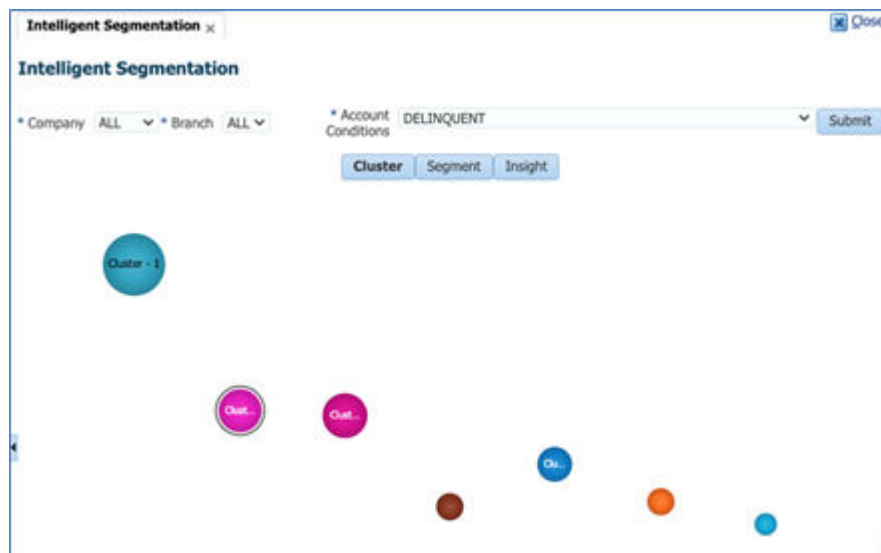 Intelligent Segmentation x
Close
Intelligent Segmentation
* Company ALL * Branch ALL
* Account Conditions DELINQUENT
Submit
Cluster Segment Insight
Cluster - 1
Clust...
Clust...
Clu...